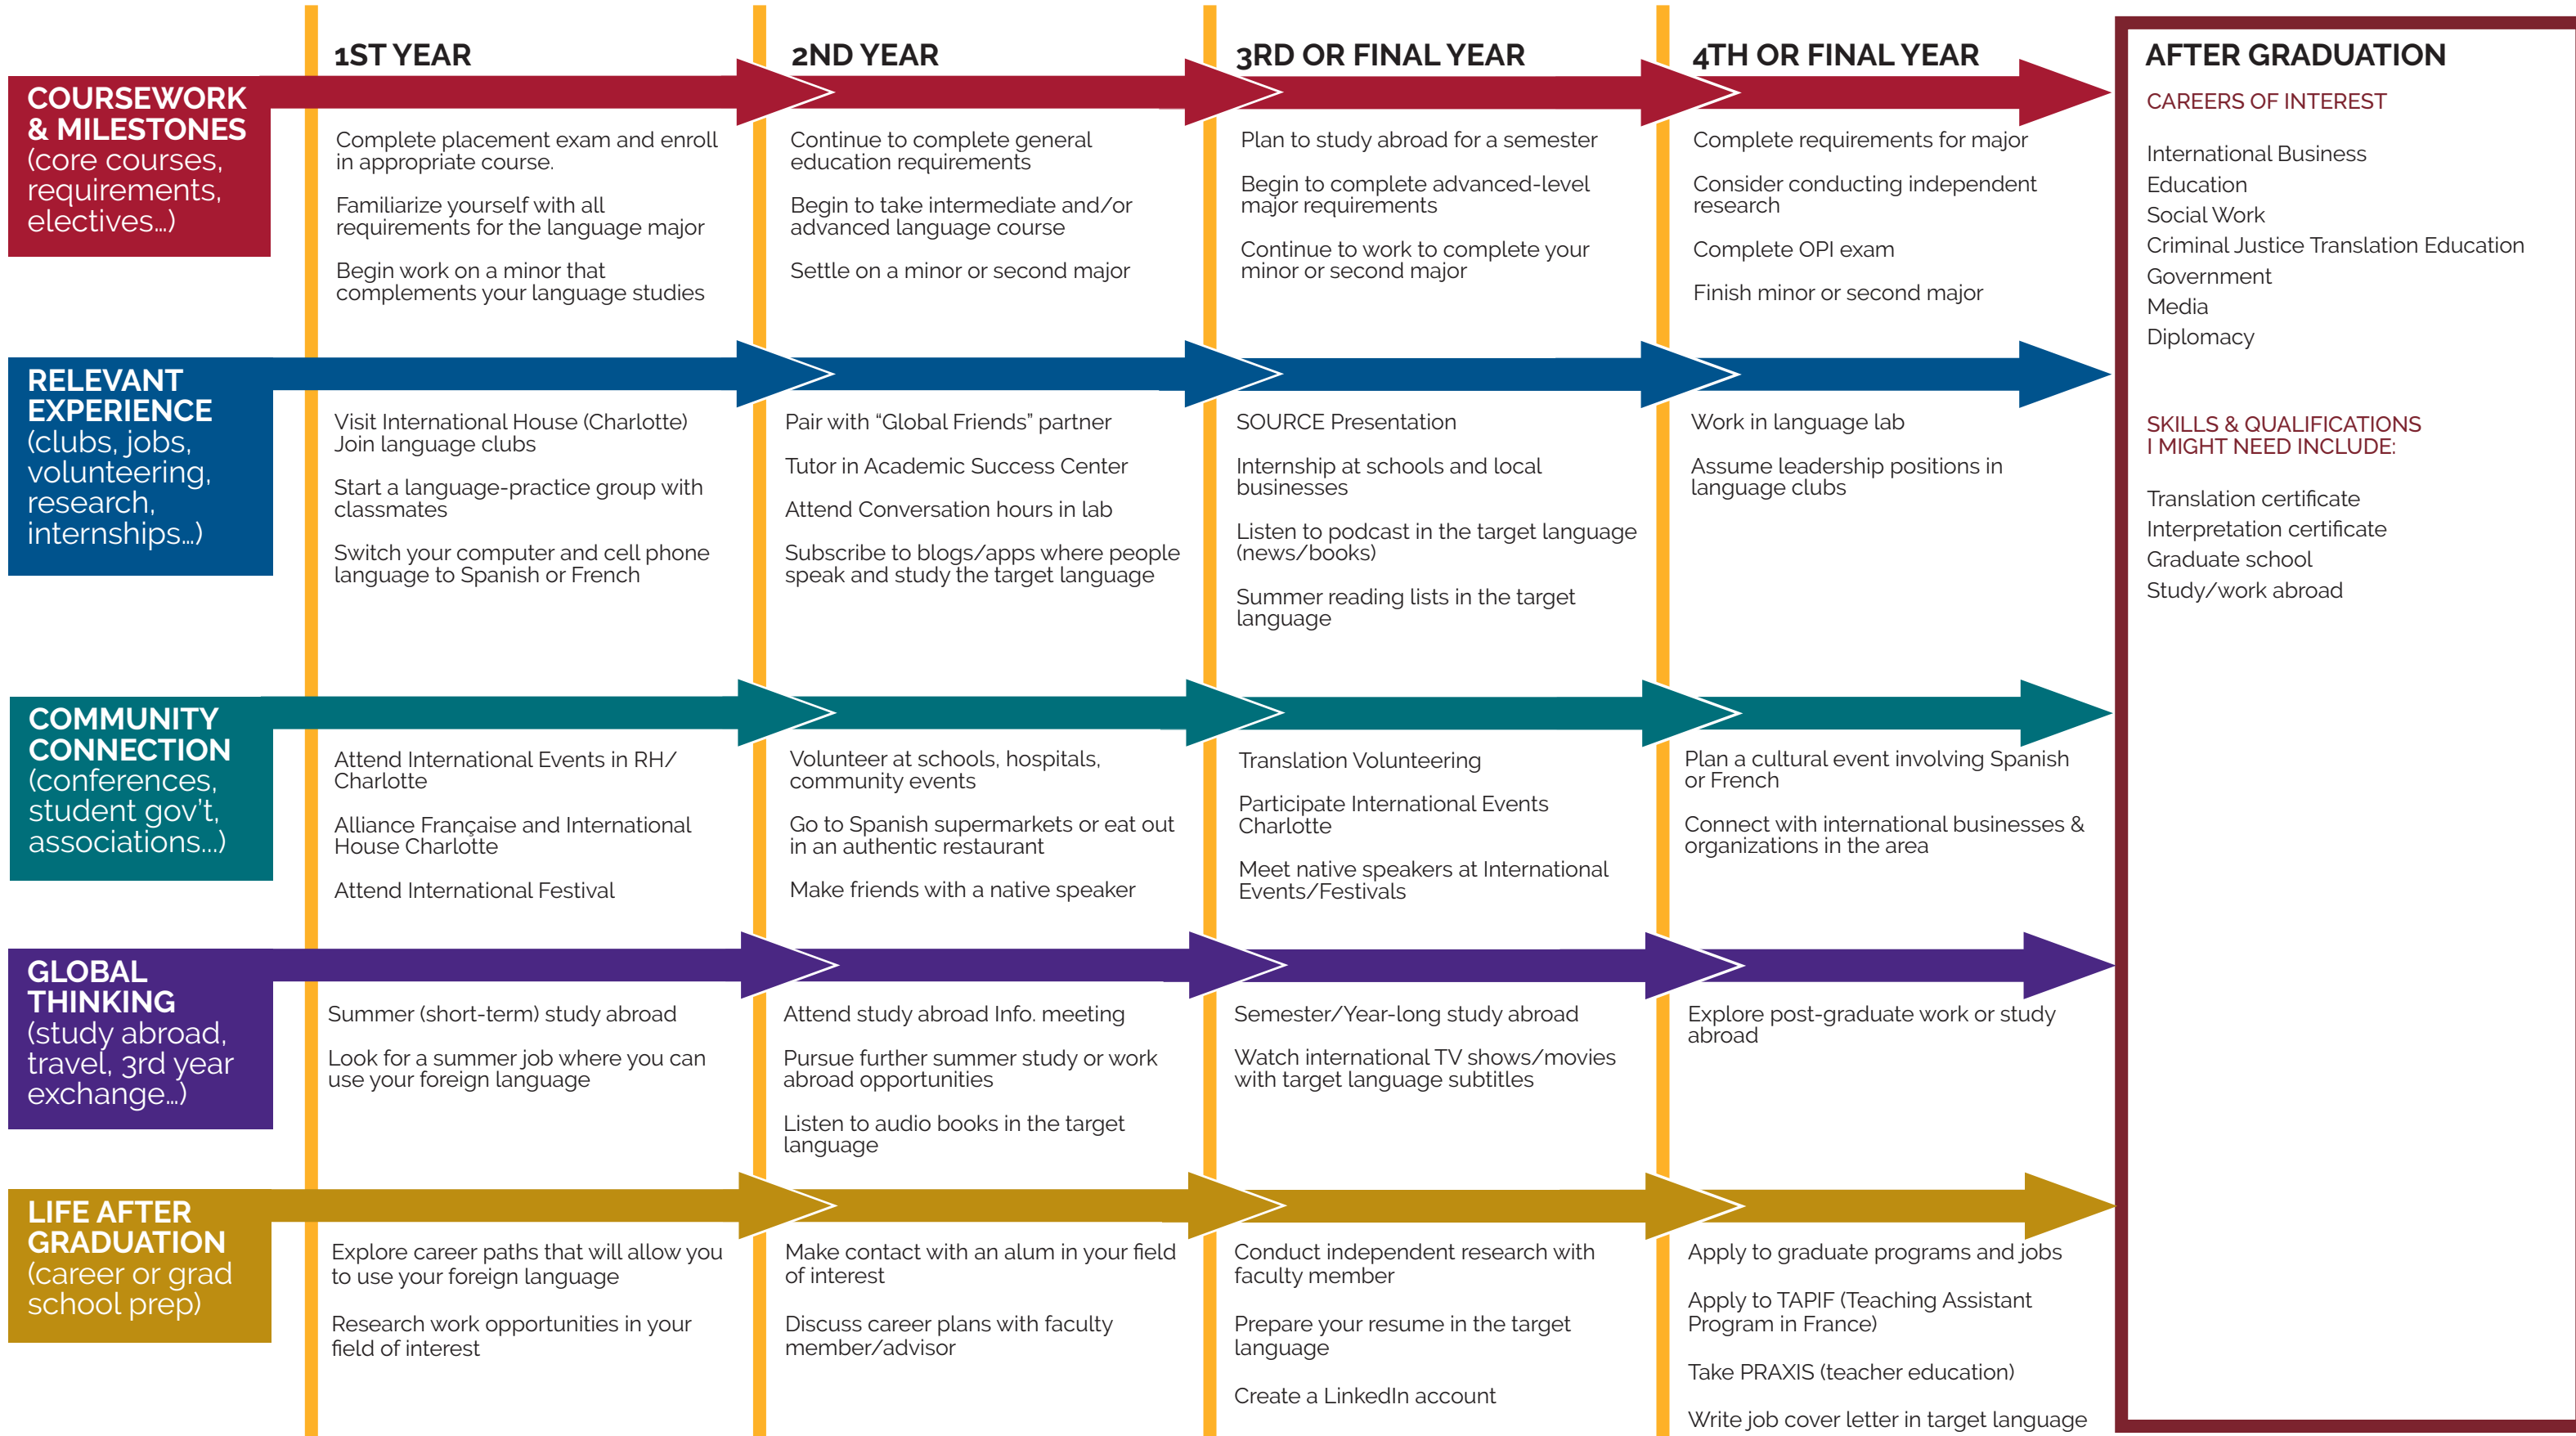 1ST YEAR
2ND YEAR
3RD OR FINAL YEAR
4TH OR FINAL YEAR
AFTER GRADUATION
COURSEWORK
& MILESTONES
(core courses,
requirements,
electives...)
Complete placement exam and enroll
in appropriate course.
Familiarize yourself with all
requirements for the language major
Begin work on a minor that
complements your language studies
Continue to complete general
education requirements
Begin to take intermediate and/or
advanced language course
Settle on a minor or second major
Plan to study abroad for a semester
Begin to complete advanced-level
major requirements
Continue to work to complete your
minor or second major
Complete requirements for major
Consider conducting independent
research
Complete OPI exam
Finish minor or second major
RELEVANT
EXPERIENCE
(clubs, jobs,
volunteering,
research,
internships...)
Visit International House (Charlotte)
Join language clubs
Start a language-practice group with
classmates
Switch your computer and cell phone
language to Spanish or French
Pair with “Global Friends” partner
Tutor in Academic Success Center
Attend Conversation hours in lab
Subscribe to blogs/apps where people
speak and study the target language
SOURCE Presentation
Internship at schools and local
businesses
Listen to podcast in the target language
(news/books)
Summer reading lists in the target
language
Work in language lab
Assume leadership positions in
language clubs
COMMUNITY
CONNECTION
(conferences,
student gov’t,
associations...)
Attend International Events in RH/
Charlotte
Alliance Française and International
House Charlotte
Attend International Festival
Volunteer at schools, hospitals,
community events
Go to Spanish supermarkets or eat out
in an authentic restaurant
Make friends with a native speaker
Translation Volunteering
Participate International Events
Charlotte
Meet native speakers at International
Events/Festivals
Plan a cultural event involving Spanish
or French
Connect with international businesses &
organizations in the area
GLOBAL
THINKING
(study abroad,
travel, 3rd year
exchange...)
Summer (short-term) study abroad
Look for a summer job where you can
use your foreign language
Attend study abroad Info. meeting
Pursue further summer study or work
abroad opportunities
Listen to audio books in the target
language
Semester/Year-long study abroad
Watch international TV shows/movies
with target language subtitles
Explore post-graduate work or study
abroad
LIFE AFTER
GRADUATION
(career or grad
school prep)
Explore career paths that will allow you
to use your foreign language
Research work opportunities in your
field of interest
Make contact with an alum in your field
of interest
Discuss career plans with faculty
member/advisor
Conduct independent research with
faculty member
Prepare your resume in the target
language
Create a LinkedIn account
Apply to graduate programs and jobs
Apply to TAPIF (Teaching Assistant
Program in France)
Take PRAXIS (teacher education)
Write job cover letter in target language
CAREERS OF INTEREST
International Business
Education
Social Work
Criminal Justice Translation Education
Government
Media
Diplomacy
SKILLS & QUALIFICATIONS
I MIGHT NEED INCLUDE:
Translation certificate
Interpretation certificate
Graduate school
Study/work abroad